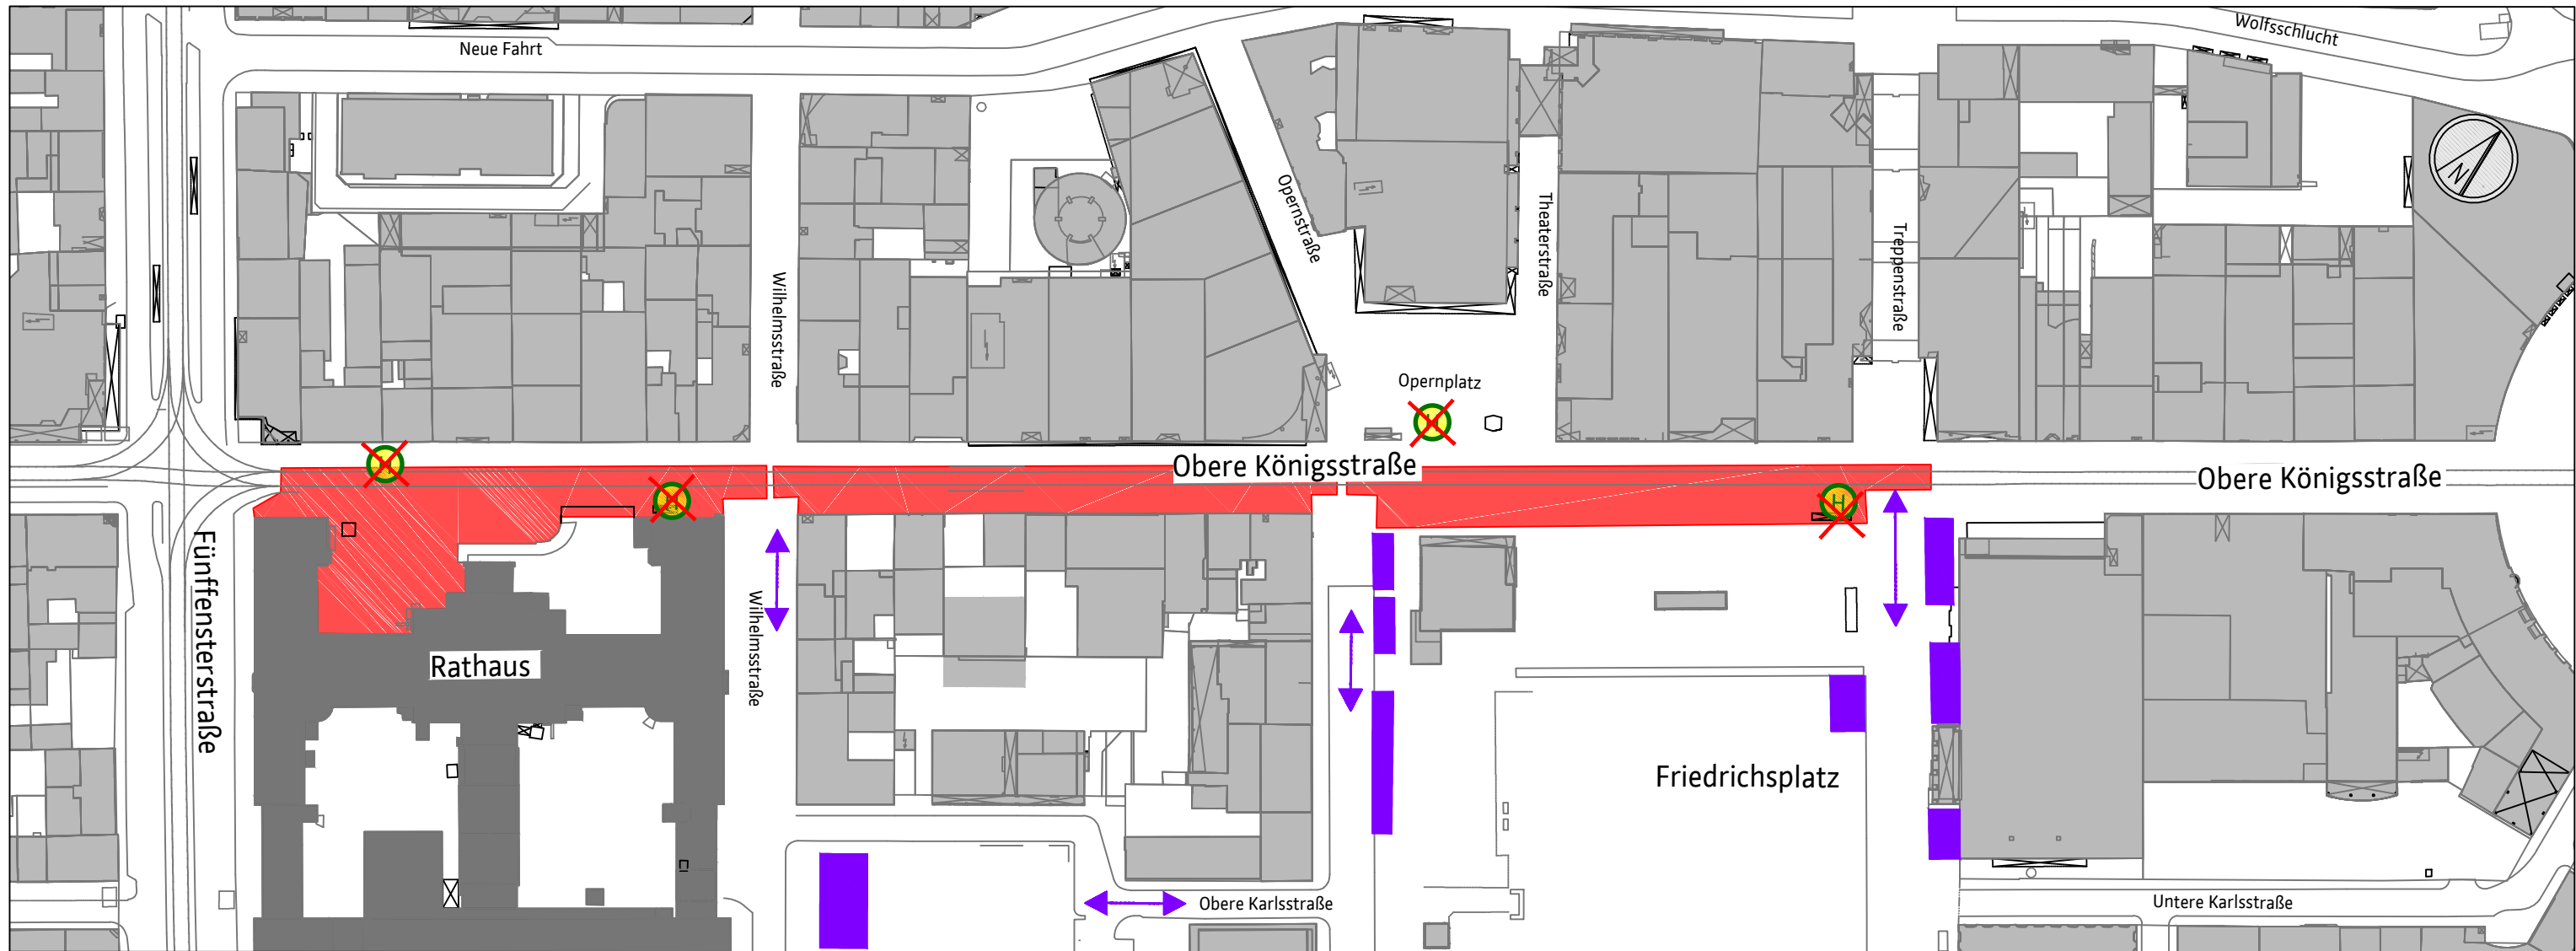 Neue Fahrt
Wolfsschlucht
Opernstraße
Theaterstraße
Treppenstraße
Wilhelmsstraße
N
Opernplatz
H
H
H
H
Obere Königsstraße
Obere Königsstraße
Fünffensterstraße
Rathaus
Wilhelmsstraße
Friedrichsplatz
Obere Karlsstraße
Untere Karlsstraße